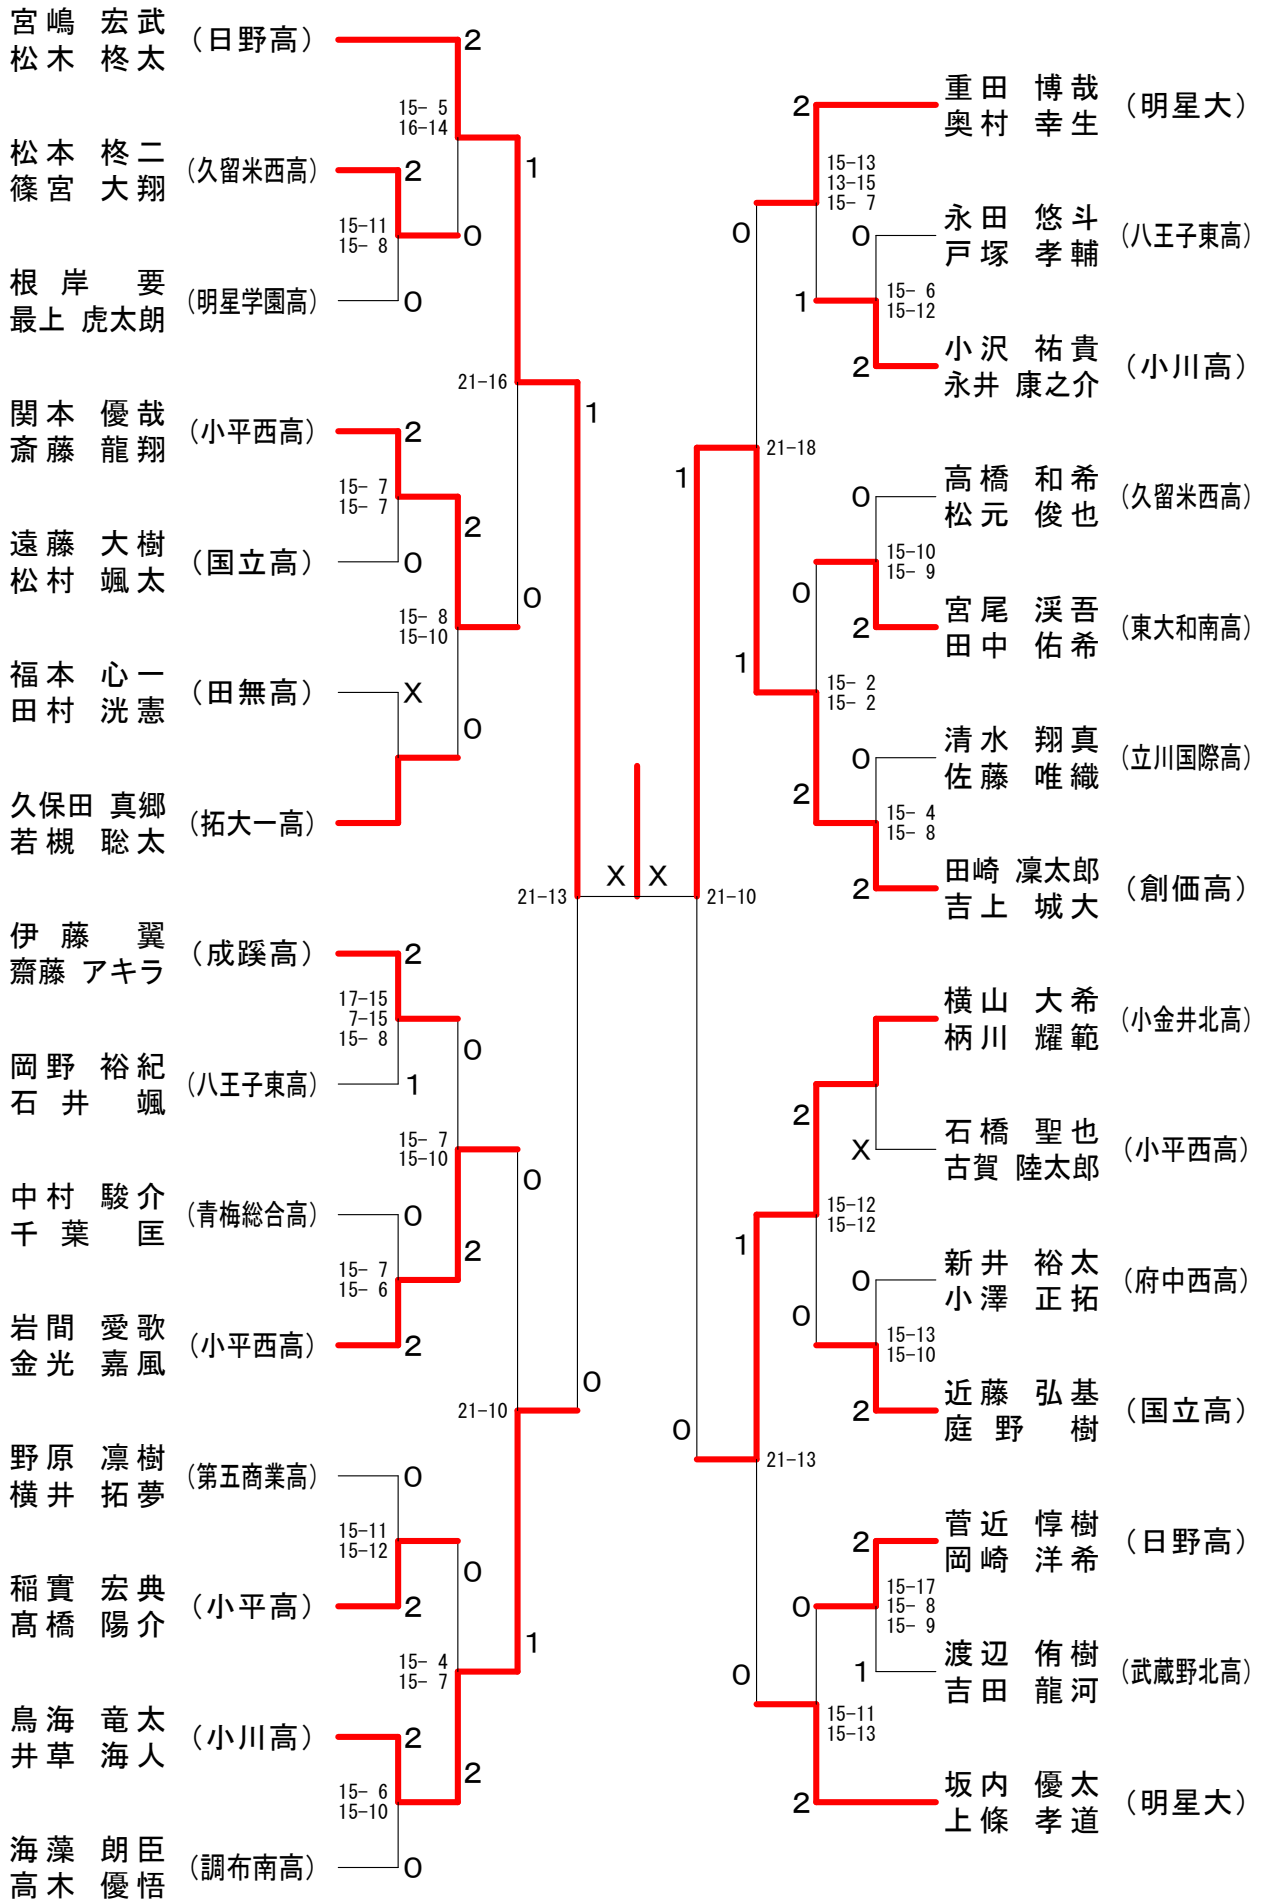 宮嶋 宏武
松木 柊太
(日野高)
2
15- 5
16-14
1
松本 柊二
篠宮 大翔
(久留米西高)
2
15-11
15- 8
0
根岸 要
最上 虎太朗
(明星学園高)
0
21-16
1
関本 優哉
斎藤 龍翔
(小平西高)
2
15- 7
15- 7
2
遠藤 大樹
松村 颯太
(国立高)
0
15- 8
15-10
0
福本 心一
田村 洸憲
(田無高)
X
0
久保田 真郷
若槻 聡太
(拓大一高)
21-13
伊藤 翼
齋藤 アキラ
(成蹊高)
2
17-15
7-15
15- 8
0
岡野 裕紀
石井 颯
(八王子東高)
1
15- 7
15-10
0
中村 駿介
千葉 匡
(青梅総合高)
0
15- 7
15- 6
2
岩間 愛歌
金光 嘉風
(小平西高)
2
21-10
0
野原 凛樹
横井 拓夢
(第五商業高)
0
15-11
15-12
0
稲實 宏典
髙橋 陽介
(小平高)
2
15- 4
15- 7
1
鳥海 竜太
井草 海人
(小川高)
2
15- 6
15-10
2
海藻 朗臣
高木 優悟
(調布南高)
0
X X
重田 博哉
奥村 幸生
(明星大)
2
15-13
13-15
15- 7
0
永田 悠斗
戸塚 孝輔
(八王子東高)
0
15- 6
15-12
1
小沢 祐貴
永井 康之介
(小川高)
2
21-18
1
高橋 和希
松元 俊也
(久留米西高)
0
15-10
15- 9
0
宮尾 渓吾
田中 佑希
(東大和南高)
2
15- 2
15- 2
1
清水 翔真
佐藤 唯織
(立川国際高)
0
15- 4
15- 8
2
田崎 凜太郎
吉上 城大
(創価高)
2
21-10
横山 大希
柄川 耀範
(小金井北高)
2
石橋 聖也
古賀 陸太郎
(小平西高)
X
15-12
15-12
1
新井 裕太
小澤 正拓
(府中西高)
0
15-13
15-10
0
近藤 弘基
庭野 樹
(国立高)
2
21-13
0
菅近 惇樹
岡崎 洋希
(日野高)
2
15-17
15- 8
15- 9
0
渡辺 侑樹
吉田 龍河
(武蔵野北高)
1
15-11
15-13
0
坂内 優太
上條 孝道
(明星大)
2